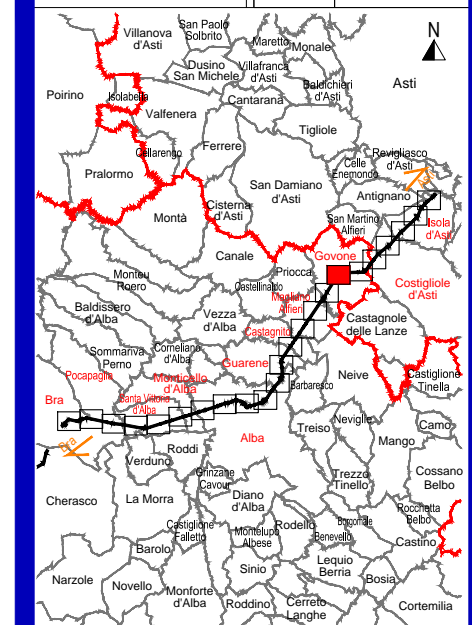 Villanova
d'Asti
San Paolo
Solbrito
Maretto
Monale
N
Dusino
San Michele
Villafranca
d'Asti
Baldichieri
d'Asti
Asti
Poirino
Isolabella
Valfenera
Cantarana
Tigliole
Ferrere
Cellarengo
Celle
Enemondo
Revigliasco
d'Asti
Pralormo
San Damiano
d'Asti
Antignano
Cisterna
d'Asti
Montà
San Martino
Alfieri
Isola
d'Asti
Canale
Govone
Priocca
Monteu
Roero
Castellinaldo
Costigliole
d'Asti
Magliano
Alfieri
Baldissero
d'Alba
Vezza
d'Alba
Castagnito
Castagnole
delle Lanze
Sommariva
Perno
Corneliano
d'Alba
Guarene
Pocapaglia
Monticello
d'Alba
Neive
Castiglione
Tinella
Barbaresco
Bra
Santa Vittoria
d'Alba
Alba
Treiso
Neviglie
Camo
Mango
Bra
Roddi
Verduno
Grinzane
Cavour
Trezzo
Tinello
Cossano
Belbo
Cherasco
La Morra
Diano
d'Alba
Rocchetta
Belbo
Castiglione
Falletto
Montelupo
Albese
Rodello
Borgomale
Benevello
Castino
Barolo
Lequio
Berria
Narzole
Novello
Sinio
Bosia
Monforte
d'Alba
Roddino
Cerreto
Langhe
Cortemilia